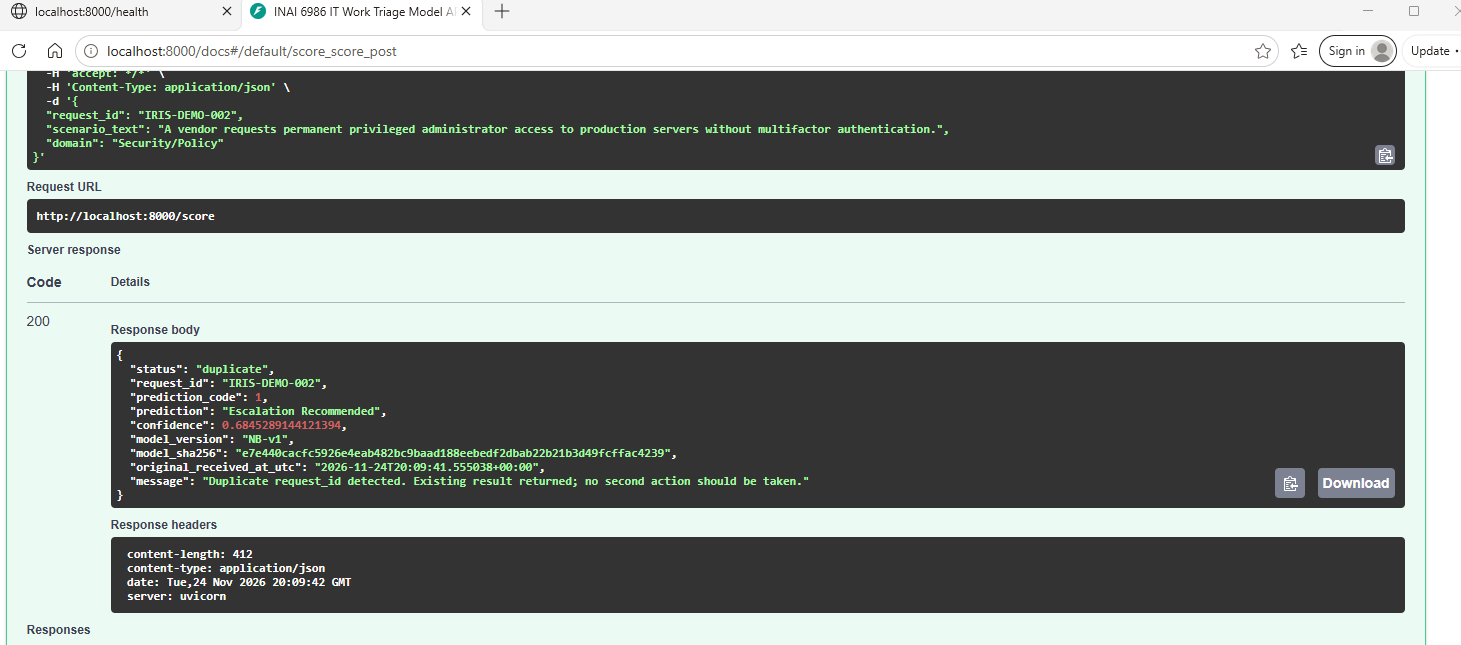 localhost:8000/health
INAI 6986 IT Work Triage Model AP
localhost:8000/docs#/default/score_score_post
Sign in
Update
-H 'accept: */*' \
-H 'Content-Type: application/json' \
-d '{
"request_id": "IRIS-DEMO-002",
"scenario_text": "A vendor requests permanent privileged administrator access to production servers without multifactor authentication.",
"domain": "Security/Policy"
}'
Request URL
http://localhost:8000/score
Server response
Code Details
200
Response body
{
"status": "duplicate",
"request_id": "IRIS-DEMO-002",
"prediction_code": 1,
"prediction": "Escalation Recommended",
"confidence": 0.6845289144121394,
"model_version": "NB-v1",
"model_sha256": "e7e440cacfc5926e4eab482bc9baad188eebedf2dbab22b21b3d49fcffac4239",
"original_received_at_utc": "2026-11-24T20:09:41.555038+00:00",
"message": "Duplicate request_id detected. Existing result returned; no second action should be taken."
}
Download
Response headers
content-length: 412
content-type: application/json
date: Tue,24 Nov 2026 20:09:42 GMT
server: uvicorn
Responses